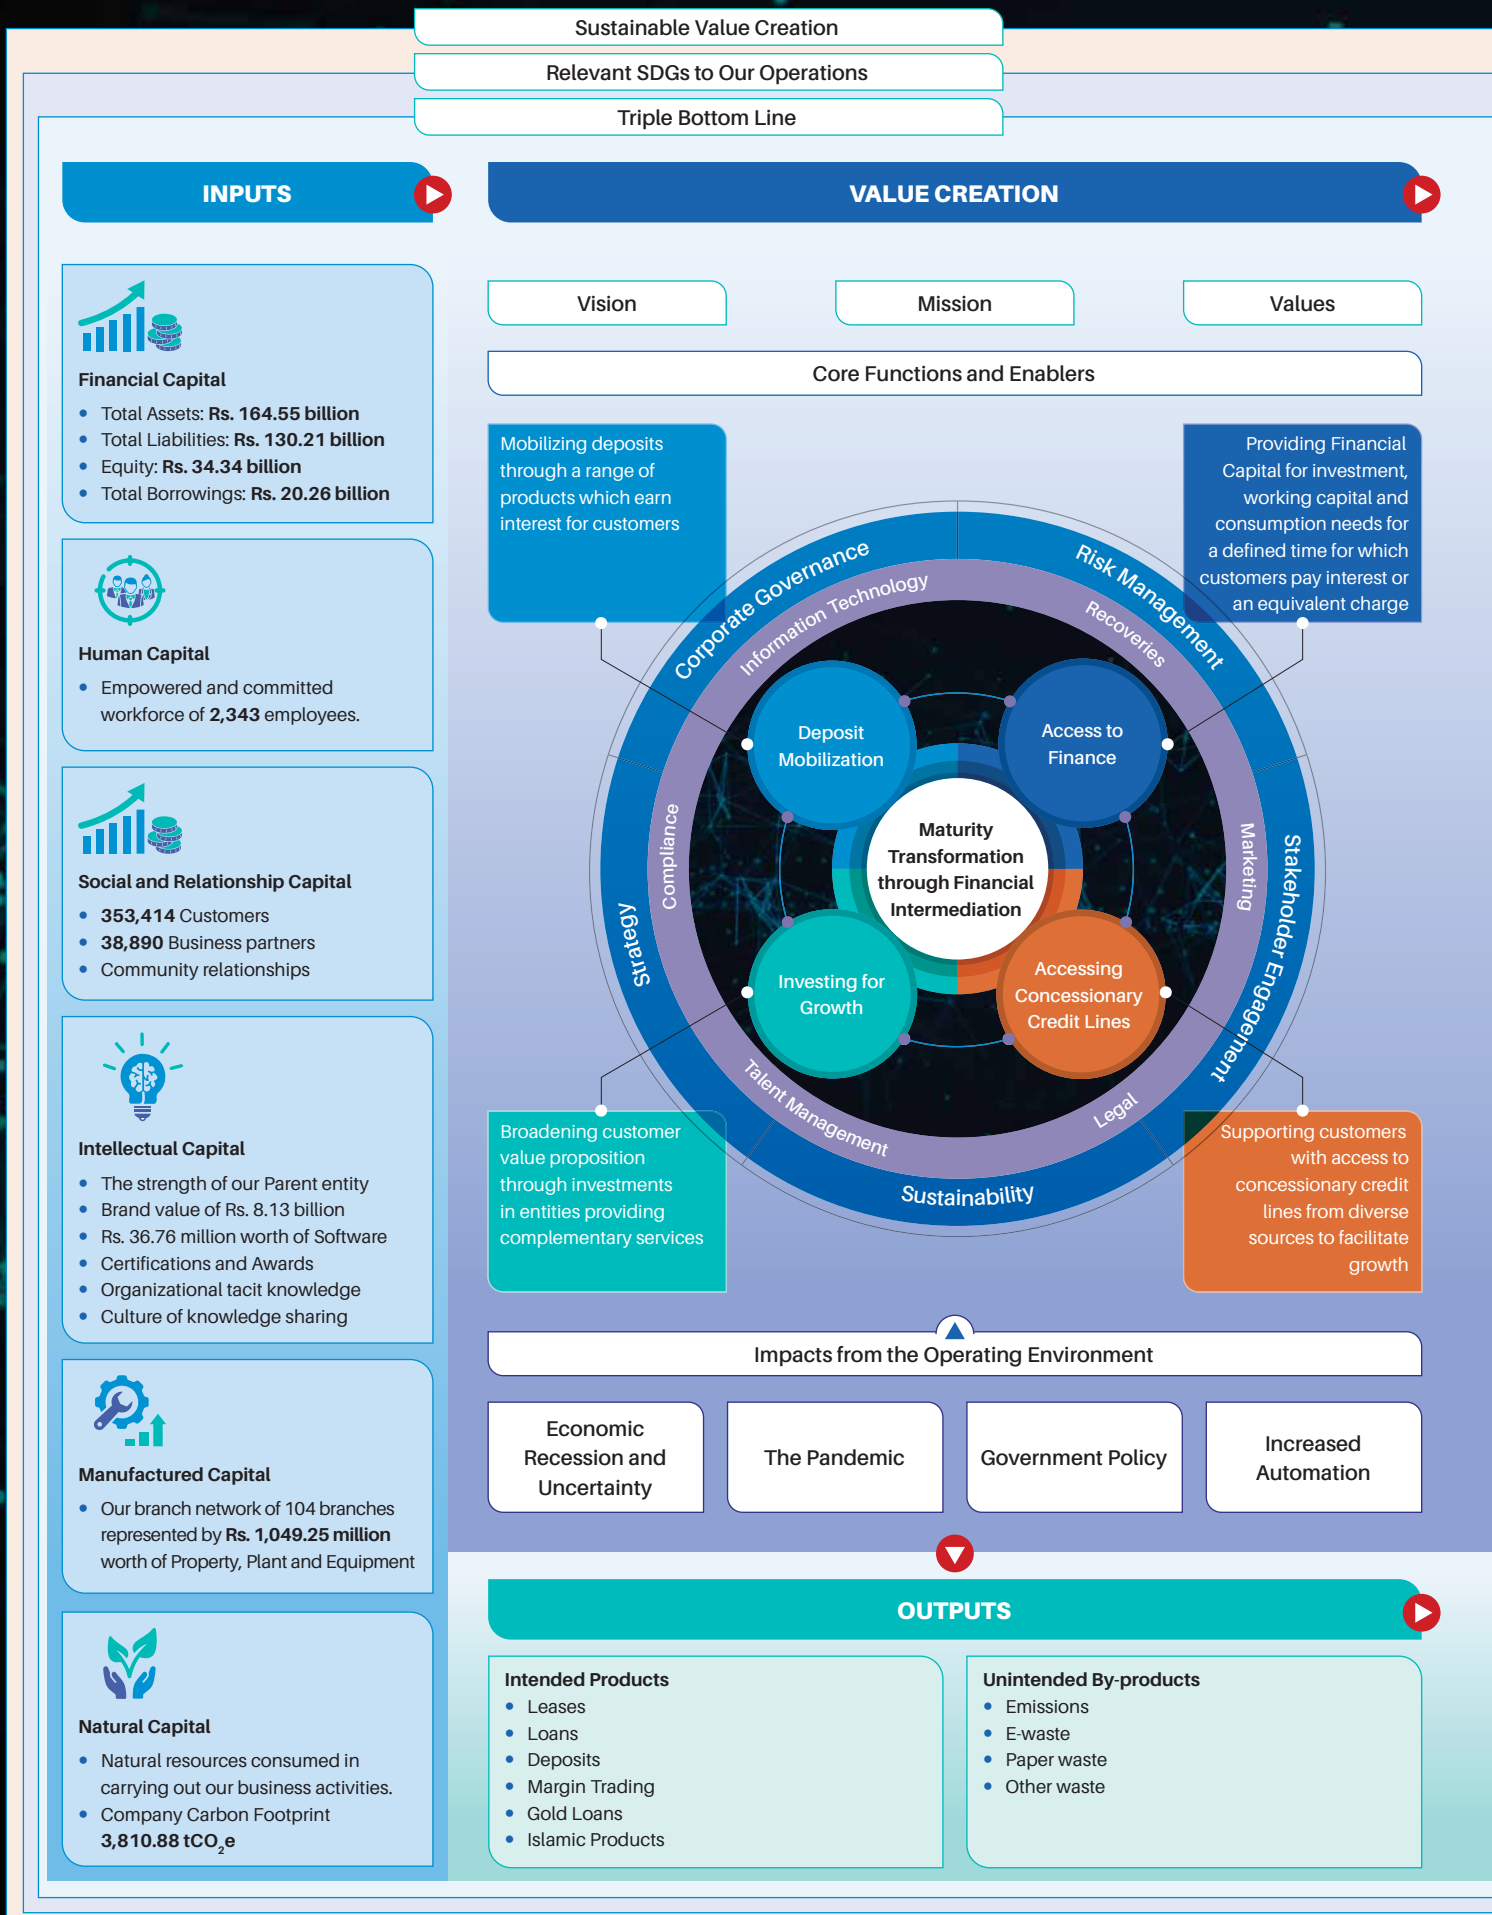 Sustainable Value Creation
Relevant SDGs to Our Operations
Triple Bottom Line
INPUTS
Financial Capital
• Total Assets: Rs. 164.55 billion
• Total Liabilities: Rs. 130.21 billion
• Equity: Rs. 34.34 billion
• Total Borrowings: Rs. 20.26 billion
Human Capital
• Empowered and committed
workforce of 2,343 employees.
Social and Relationship Capital
• 353,414 Customers
• 38,890 Business partners
• Community relationships
Intellectual Capital
• The strength of our Parent entity
• Brand value of Rs. 8.13 billion
• Rs. 36.76 million worth of Software
• Certifications and Awards
• Organizational tacit knowledge
• Culture of knowledge sharing
Manufactured Capital
• Our branch network of 104 branches
represented by Rs. 1,049.25 million
worth of Property, Plant and Equipment
Natural Capital
• Natural resources consumed in
carrying out our business activities.
• Company Carbon Footprint
3,810.88 tCO₂e
VALUE CREATION
Vision
Mission
Values
Core Functions and Enablers
Mobilizing deposits
through a range of
products which earn
interest for customers
Providing Financial
Capital for investment,
working capital and
consumption needs for
a defined time for which
customers pay interest or
an equivalent charge
Corporate Governance
Risk Management
Stakeholder Engagement
Sustainability
Strategy
Information Technology
Recoveries
Marketing
Legal
Talent Management
Compliance
Deposit
Mobilization
Access to
Finance
Maturity
Transformation
through Financial
Intermediation
Investing for
Growth
Accessing
Concessionary
Credit Lines
Broadening customer
value proposition
through investments
in entities providing
complementary services
Supporting customers
with access to
concessionary credit
lines from diverse
sources to facilitate
growth
Impacts from the Operating Environment
Economic
Recession and
Uncertainty
The Pandemic
Government Policy
Increased
Automation
OUTPUTS
Intended Products
• Leases
• Loans
• Deposits
• Margin Trading
• Gold Loans
• Islamic Products
Unintended By-products
• Emissions
• E-waste
• Paper waste
• Other waste